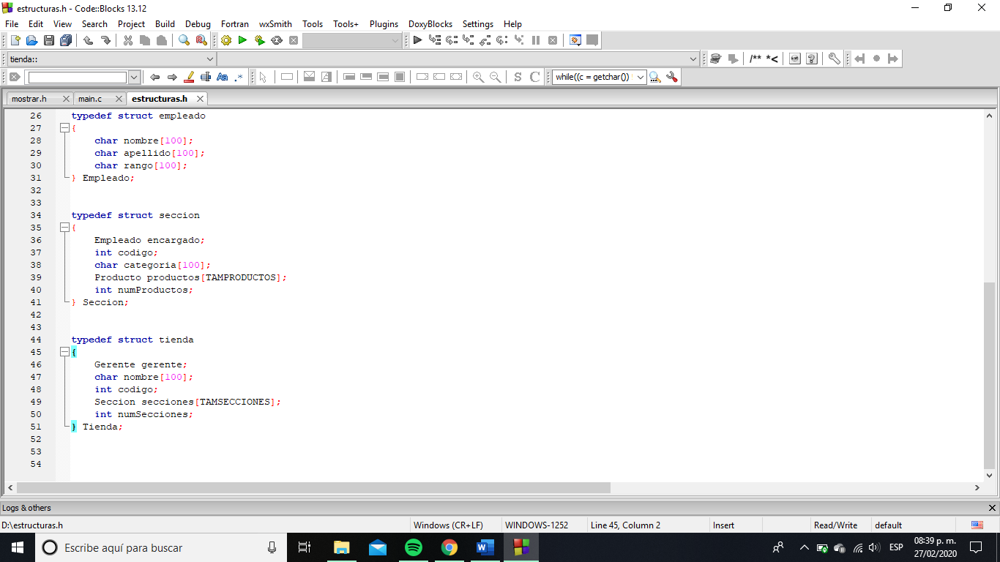 estructuras.h - Code::Blocks 13.12
File Edit View Search Project Build Debug Fortran wxSmith Tools Tools+ Plugins DoxyBlocks Settings Help
tienda::
/** *<
Aa .* S C while((c = getchar())
mostrar.h main.c estructuras.h
26 typedef struct empleado
27 {
28 char nombre[100];
29 char apellido[100];
30 char rango[100];
31 } Empleado;
32
33
34 typedef struct seccion
35 {
36 Empleado encargado;
37 int codigo;
38 char categoria[100];
39 Producto productos[TAMPRODUCTOS];
40 int numProductos;
41 } Seccion;
42
43
44 typedef struct tienda
45 {
46 Gerente gerente;
47 char nombre[100];
48 int codigo;
49 Seccion secciones[TAMSECCIONES];
50 int numSecciones;
51 } Tienda;
52
53
54
Logs & others
D:\estructuras.h Windows (CR+LF) WINDOWS-1252 Line 45, Column 2 Insert Read/Write default
Escribe aquí para buscar ESP 08:39 p. m.
27/02/2020